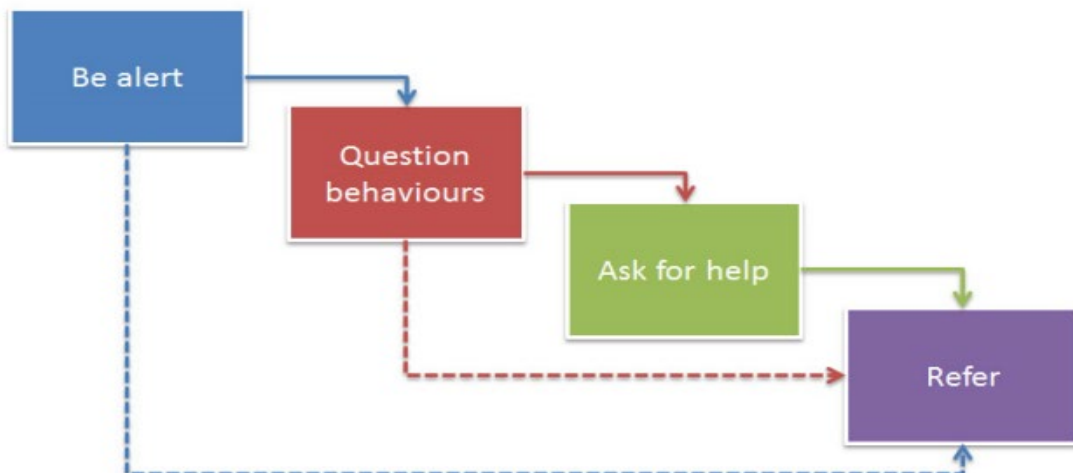 Be alert
Question
behaviours
Ask for help
Refer